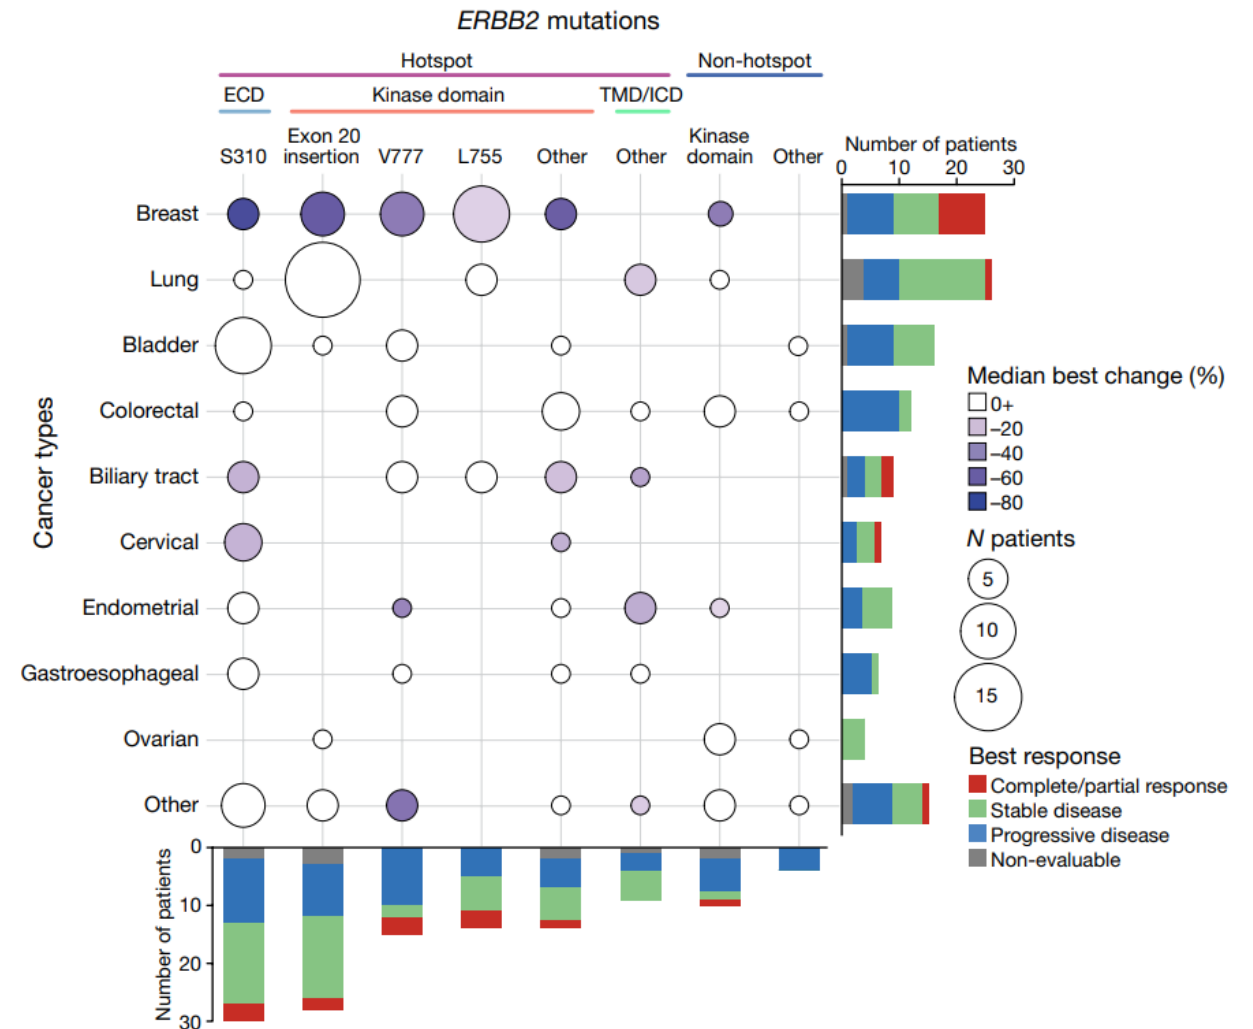 ERBB2 mutations
Hotspot
Non-hotspot
ECD
Kinase domain
TMD/ICD
S310
Exon 20
insertion
V777
L755
Other
Other
Kinase
domain
Other
Number of patients
0 10 20 30
Cancer types
Breast
Lung
Bladder
Colorectal
Biliary tract
Cervical
Endometrial
Gastroesophageal
Ovarian
Other
Median best change (%)
0+
–20
–40
–60
–80
N patients
5
10
15
Best response
Complete/partial response
Stable disease
Progressive disease
Non-evaluable
Number of patients
0
10
20
30